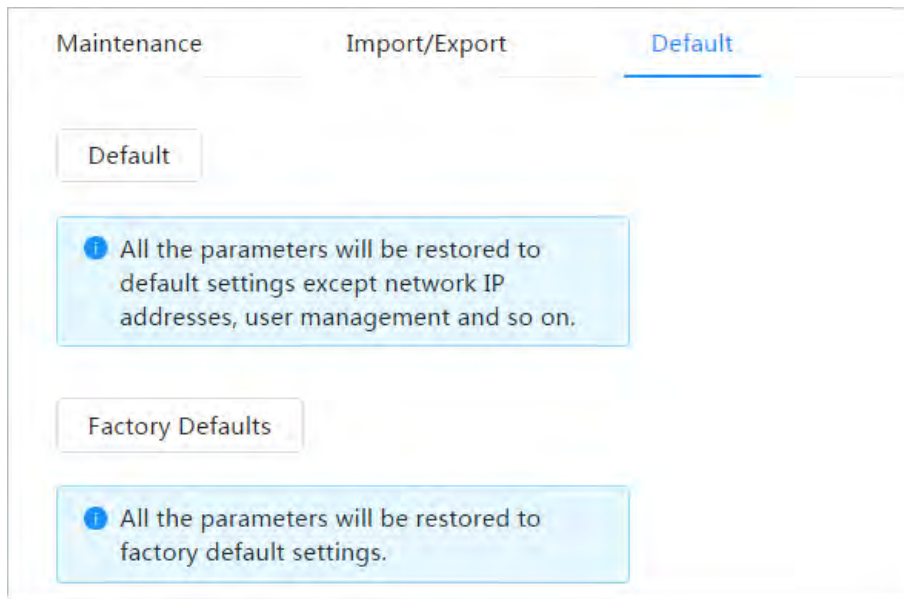 Maintenance Import/Export Default
Default
All the parameters will be restored to
default settings except network IP
addresses, user management and so on.
Factory Defaults
All the parameters will be restored to
factory default settings.